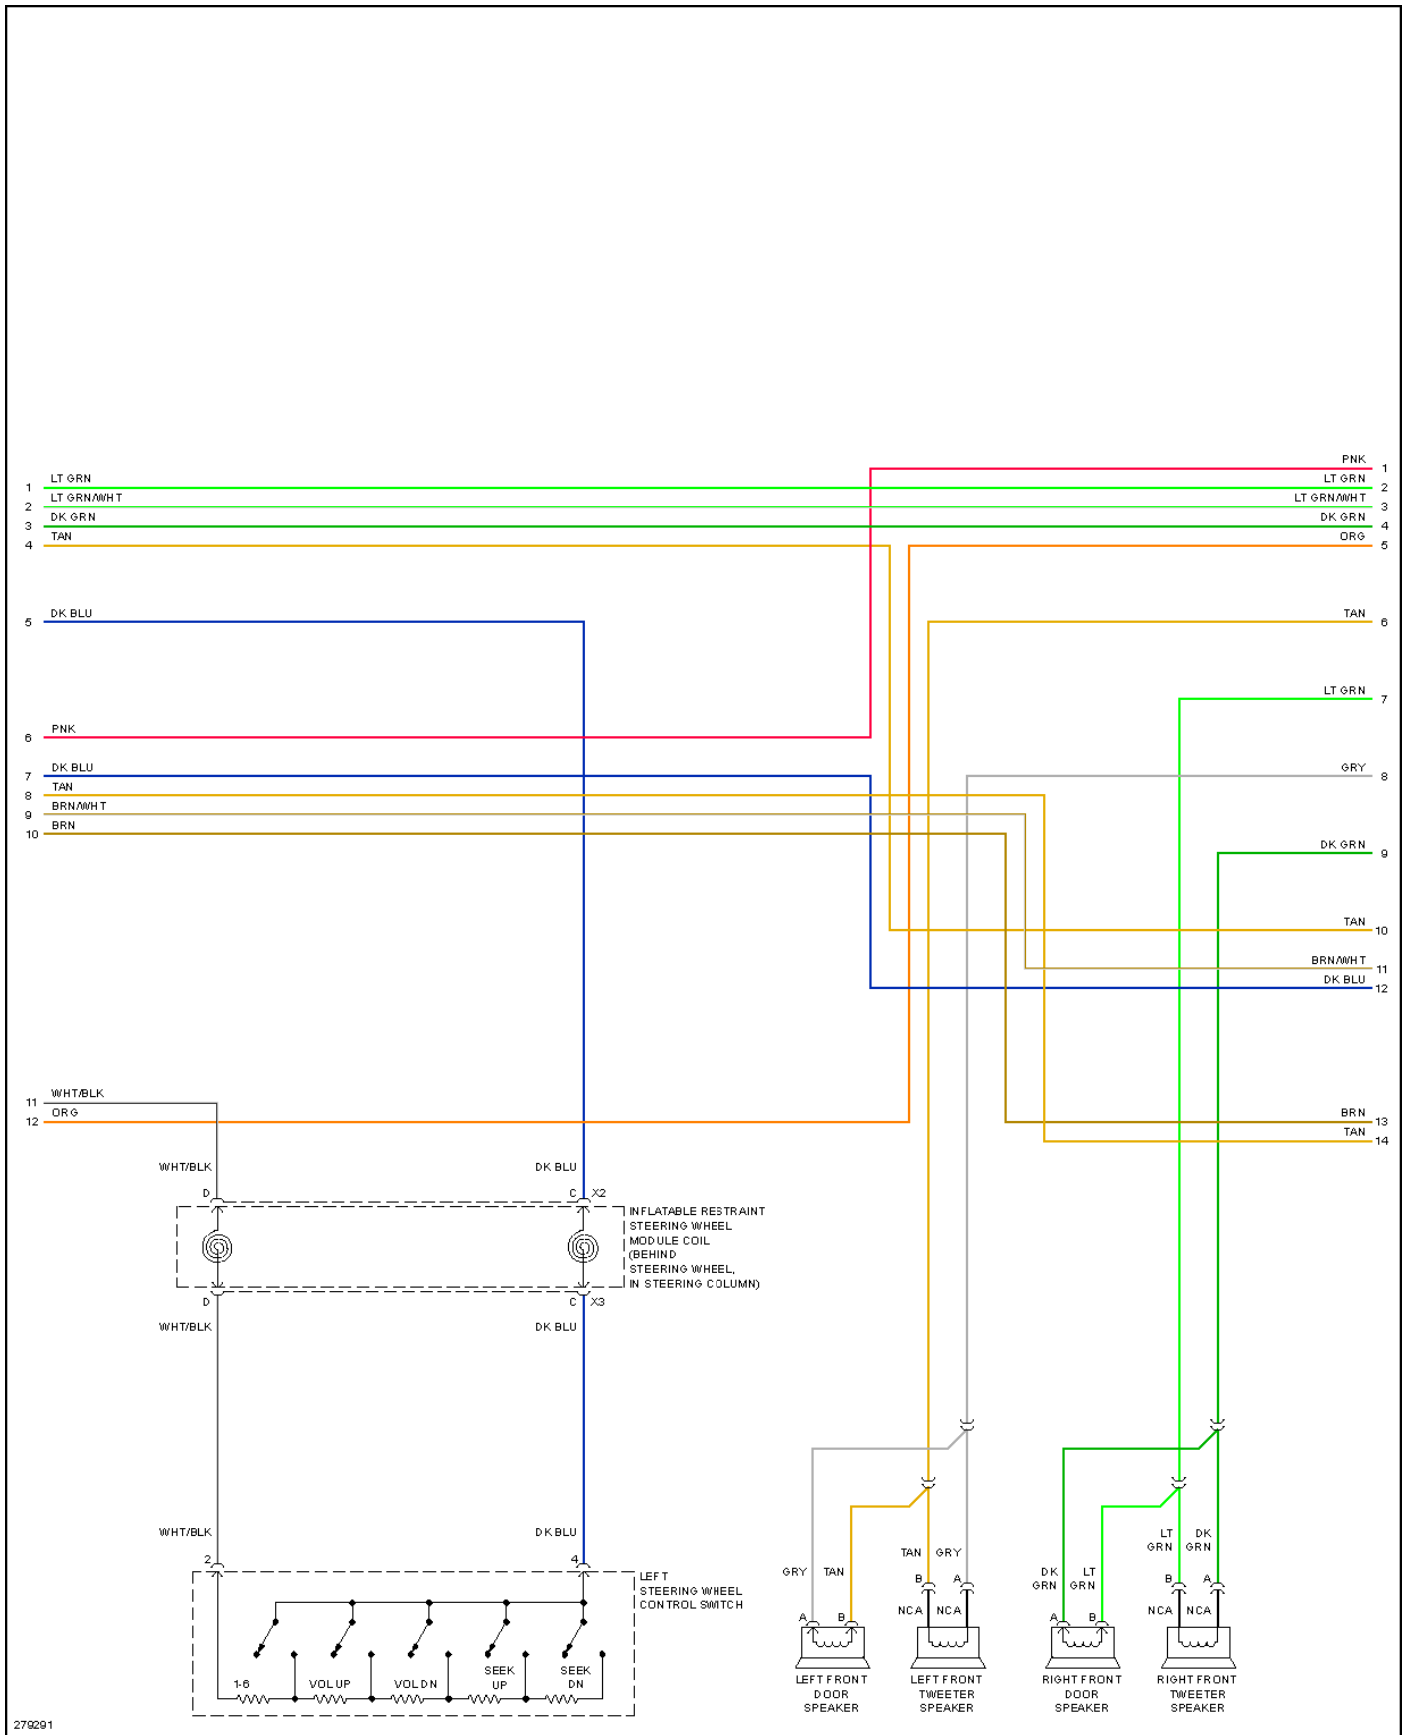 PNK 1
1 LT GRN LT GRN 2
2 LT GRN/WHT LT GRN/WHT 3
3 DK GRN DK GRN 4
4 TAN ORG 5
5 DK BLU TAN 6
LT GRN 7
6 PNK
7 DK BLU GRY 8
8 TAN
9 BRN/WHT
10 BRN
DK GRN 9
TAN 10
BRN/WHT 11
DK BLU 12
11 WHT/BLK
12 ORG BRN 13
TAN 14
WHT/BLK DK BLU
D C X2
INFLATABLE RESTRAINT
STEERING WHEEL
MODULE COIL
(BEHIND
STEERING WHEEL,
IN STEERING COLUMN)
D C X3
WHT/BLK DK BLU
WHT/BLK DK BLU
2 4
LEFT
STEERING WHEEL
CONTROL SWITCH
1-6 VOL UP VOL DN
SEEK
UP
SEEK
DN
GRY TAN
A B
LEFT FRONT
DOOR
SPEAKER
TAN GRY
B A
NCA NCA
LEFT FRONT
TWEETER
SPEAKER
DK
GRN
LT
GRN
A B
RIGHT FRONT
DOOR
SPEAKER
LT
GRN
DK
GRN
B A
NCA NCA
RIGHT FRONT
TWEETER
SPEAKER
279291